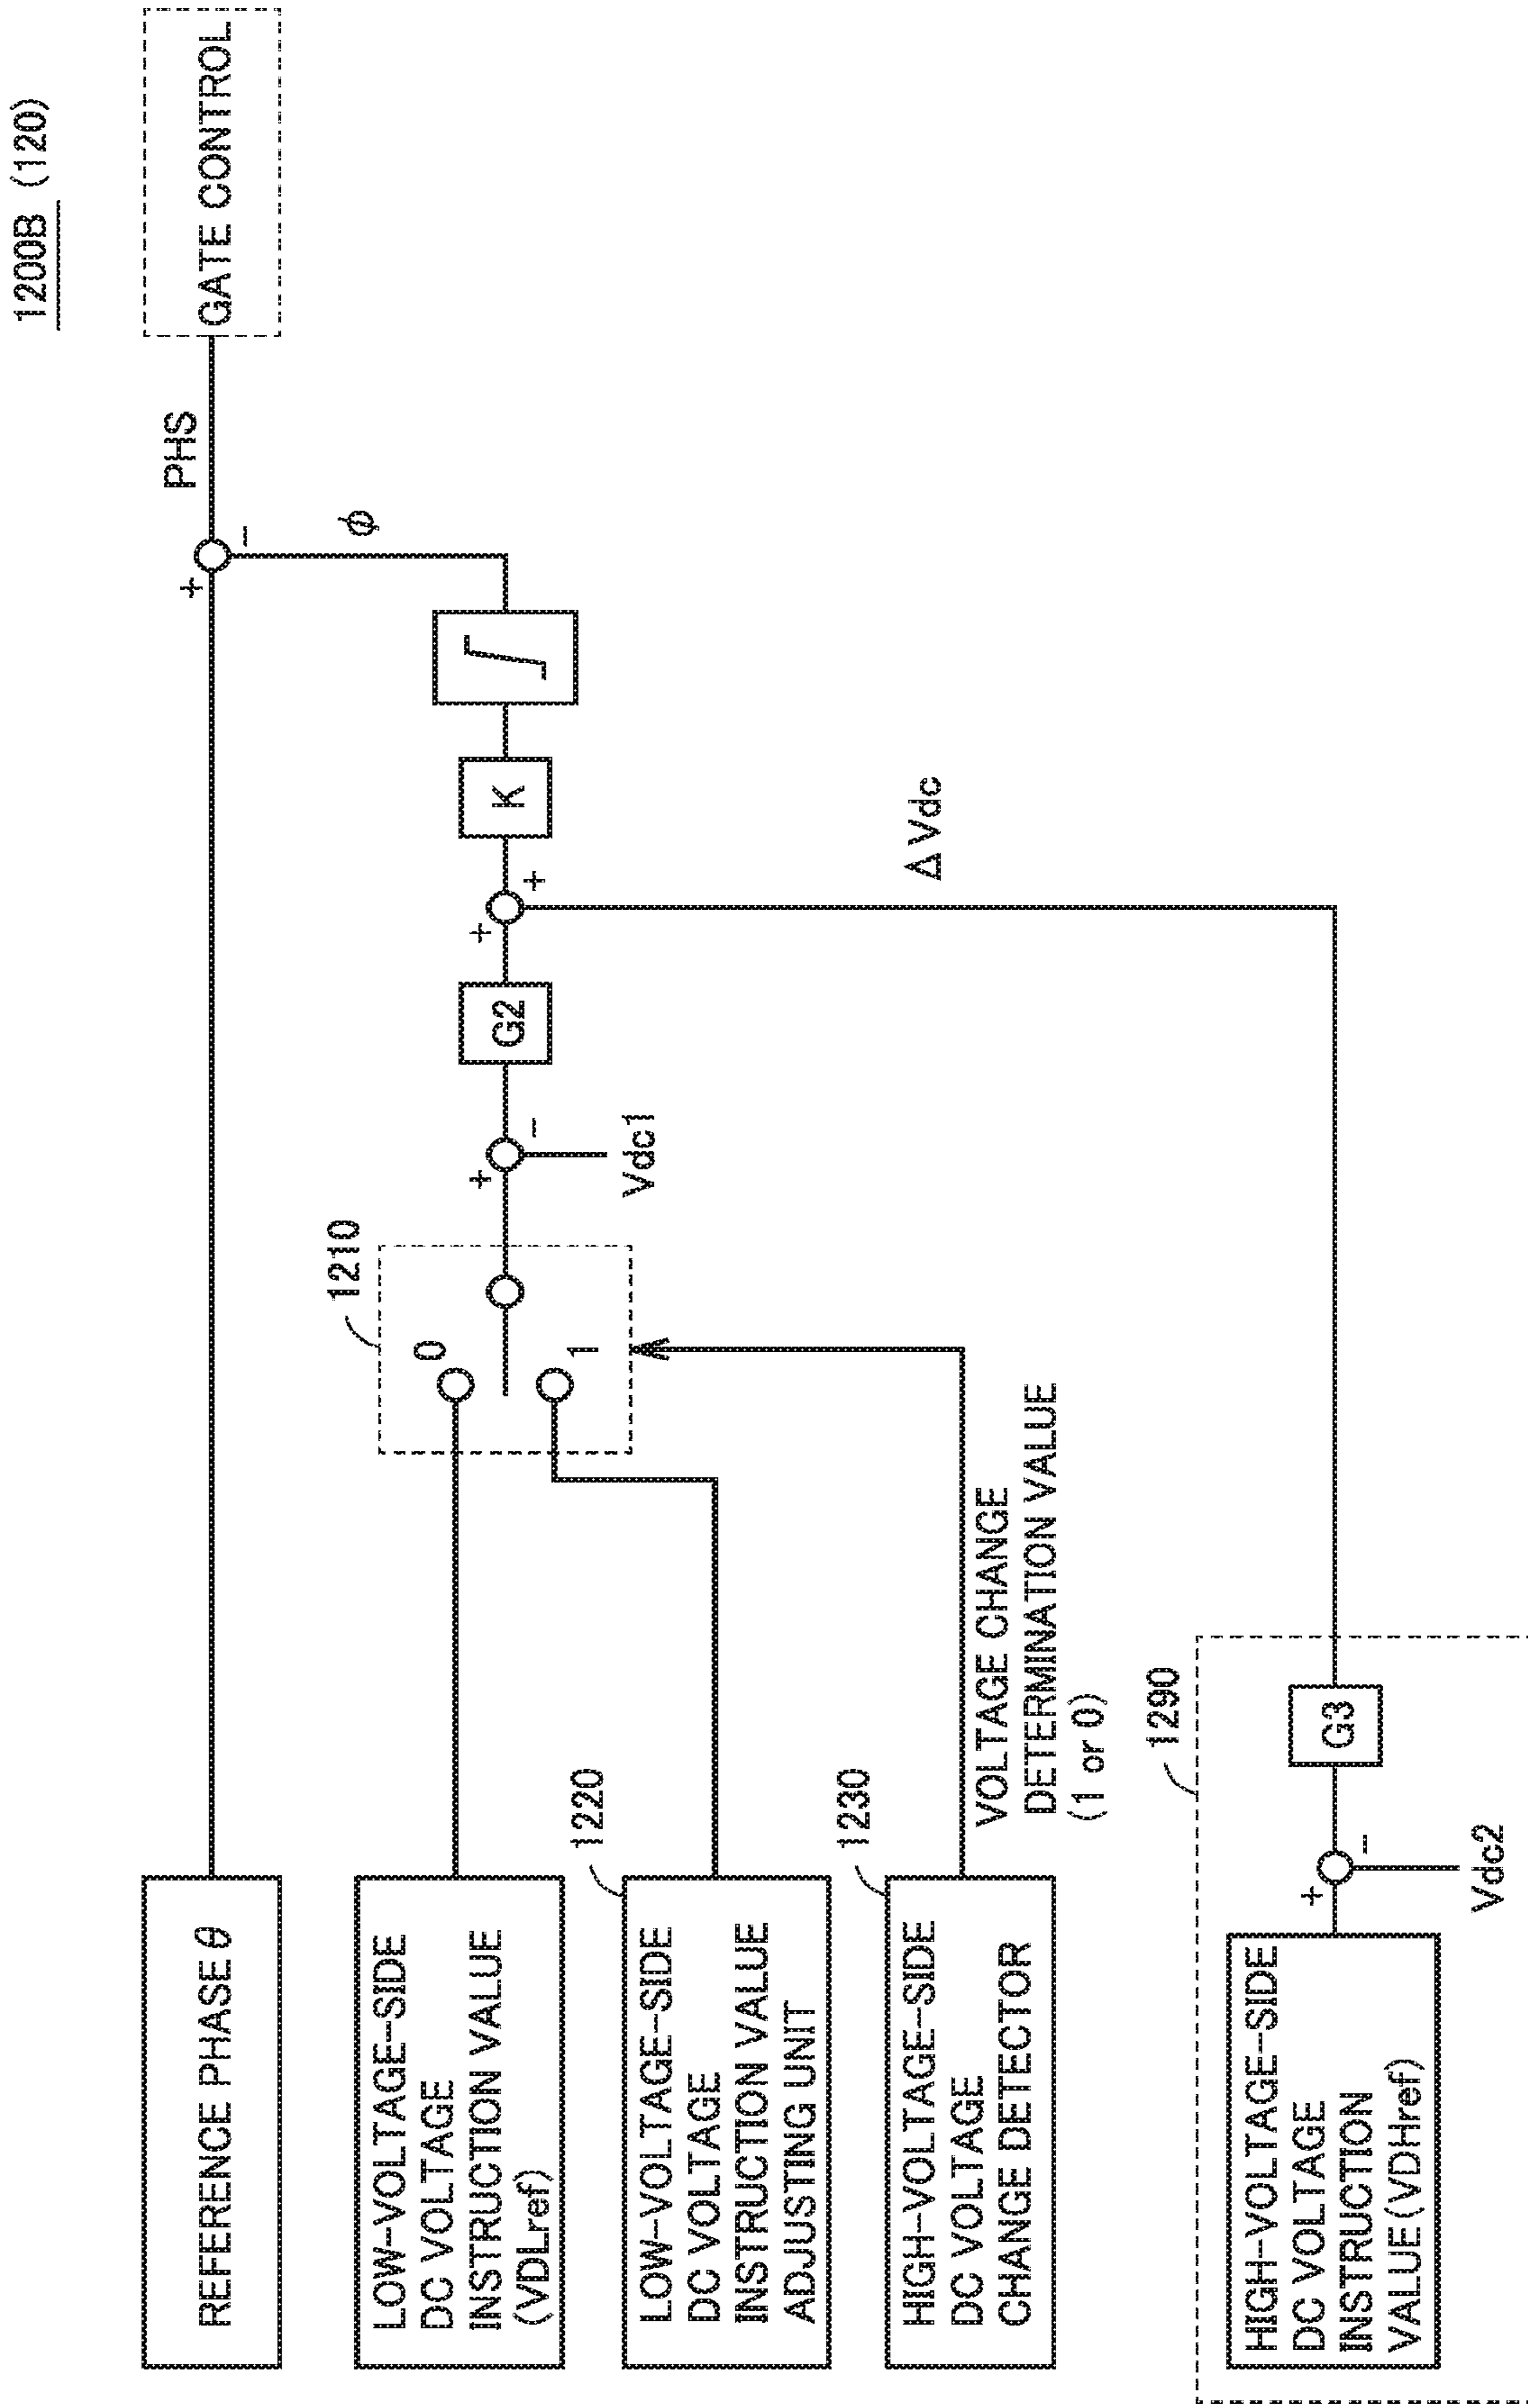 1200B (120)
REFERENCE PHASE θ
+
−
PHS
GATE CONTROL
ϕ
LOW-VOLTAGE-SIDE
DC VOLTAGE
INSTRUCTION VALUE
(VDLref)
0
1
1210
+
−
Vdc1
G2
+
+
K
1220
LOW-VOLTAGE-SIDE
DC VOLTAGE
INSTRUCTION VALUE
ADJUSTING UNIT
1230
HIGH-VOLTAGE-SIDE
DC VOLTAGE
CHANGE DETECTOR
VOLTAGE CHANGE
DETERMINATION VALUE
(1 or 0)
ΔVdc
1290
HIGH-VOLTAGE-SIDE
DC VOLTAGE
INSTRUCTION
VALUE(VDHref)
+
−
Vdc2
G3